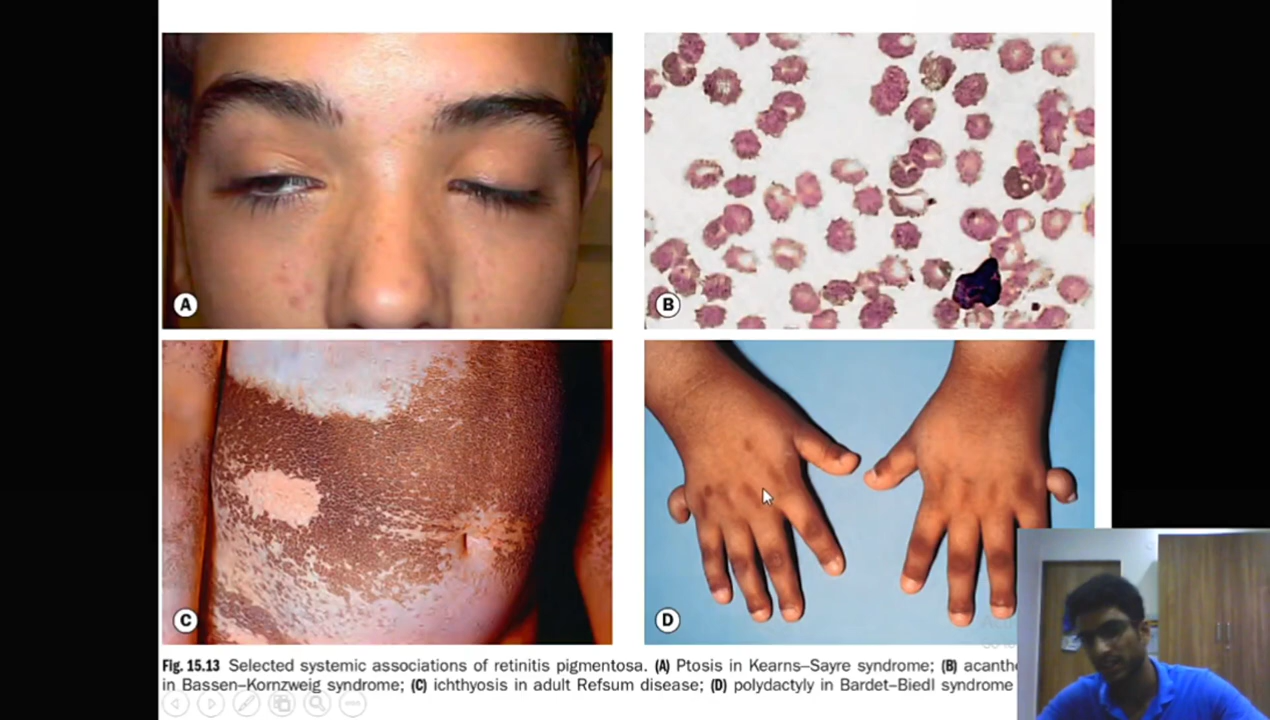 A
B
C
D
Fig. 15.13 Selected systemic associations of retinitis pigmentosa. (A) Ptosis in Kearns–Sayre syndrome; (B) acanthe
in Bassen–Kornzweig syndrome; (C) ichthyosis in adult Refsum disease; (D) polydactyly in Bardet–Biedl syndrome